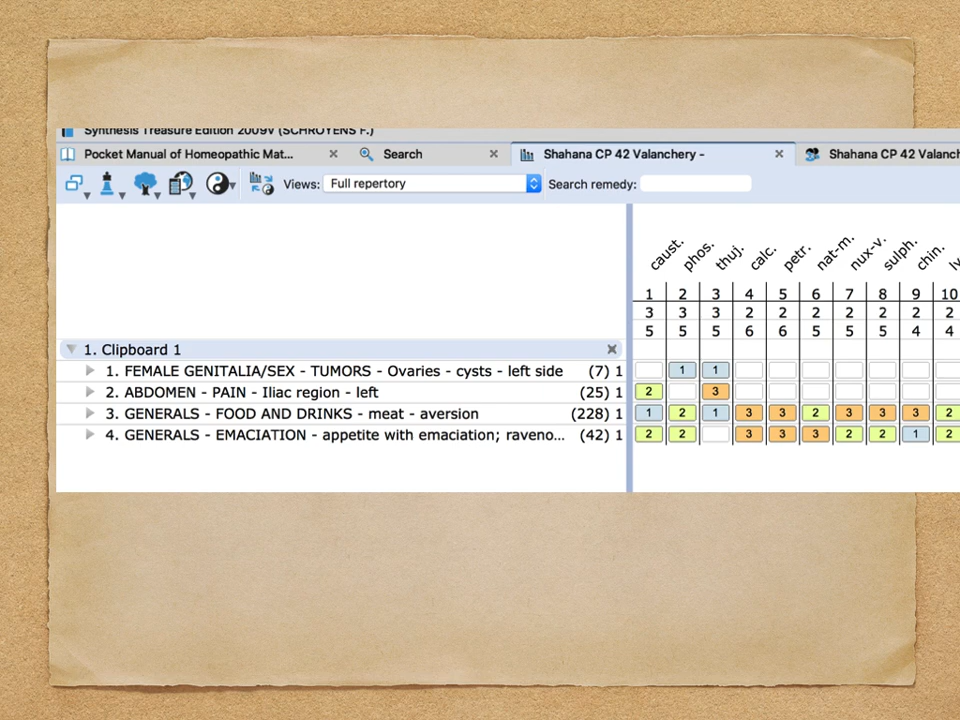 Synthesis Treasure Edition 2009V (SCHROYENS F.)
Pocket Manual of Homeopathic Mat... Search Shahana CP 42 Valanchery - Shahana CP 42 Valanch
Views: Full repertory Search remedy:
caust. phos. thuj. calc. petr. nat-m. nux-v. sulph. chin. ly
1 2 3 4 5 6 7 8 9 10
3 3 3 2 2 2 2 2 2 2
5 5 5 6 6 5 5 5 4 4
1. Clipboard 1
1. FEMALE GENITALIA/SEX - TUMORS - Ovaries - cysts - left side (7) 1 1 1
2. ABDOMEN - PAIN - Iliac region - left (25) 1 2 3
3. GENERALS - FOOD AND DRINKS - meat - aversion (228) 1 1 2 1 3 3 2 3 3 3 2
4. GENERALS - EMACIATION - appetite with emaciation; raveno... (42) 1 2 2 3 3 3 2 2 1 2